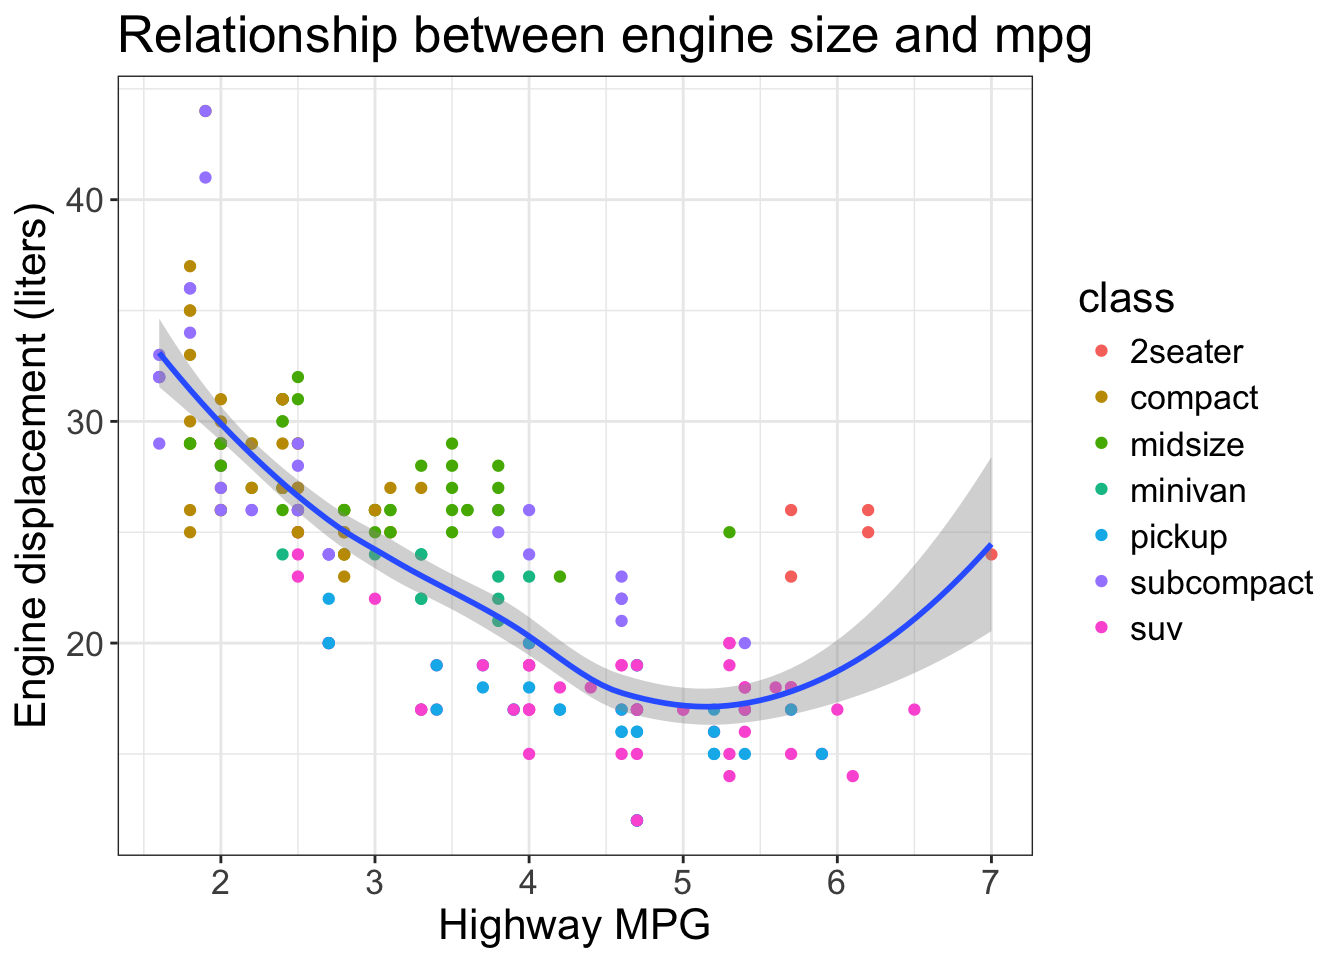 Relationship between engine size and mpg
Engine displacement (liters)
40
30
20
2 3 4 5 6 7
Highway MPG
class
2seater
compact
midsize
minivan
pickup
subcompact
suv